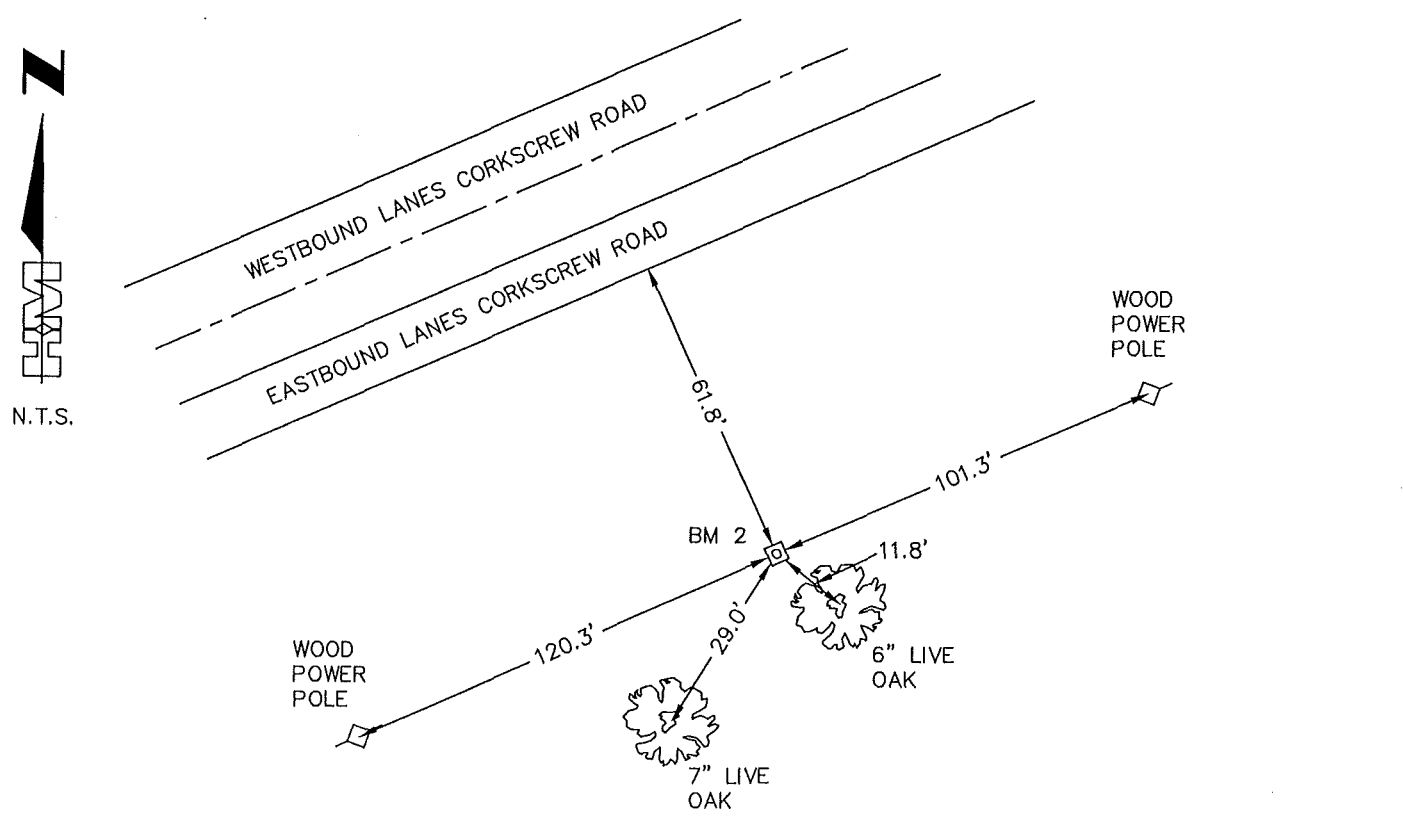 N
N.T.S.
WESTBOUND LANES CORKSCREW ROAD
EASTBOUND LANES CORKSCREW ROAD
61.8'
WOOD
POWER
POLE
101.3'
BM 2
11.8'
120.3'
29.0'
6" LIVE
OAK
WOOD
POWER
POLE
7" LIVE
OAK